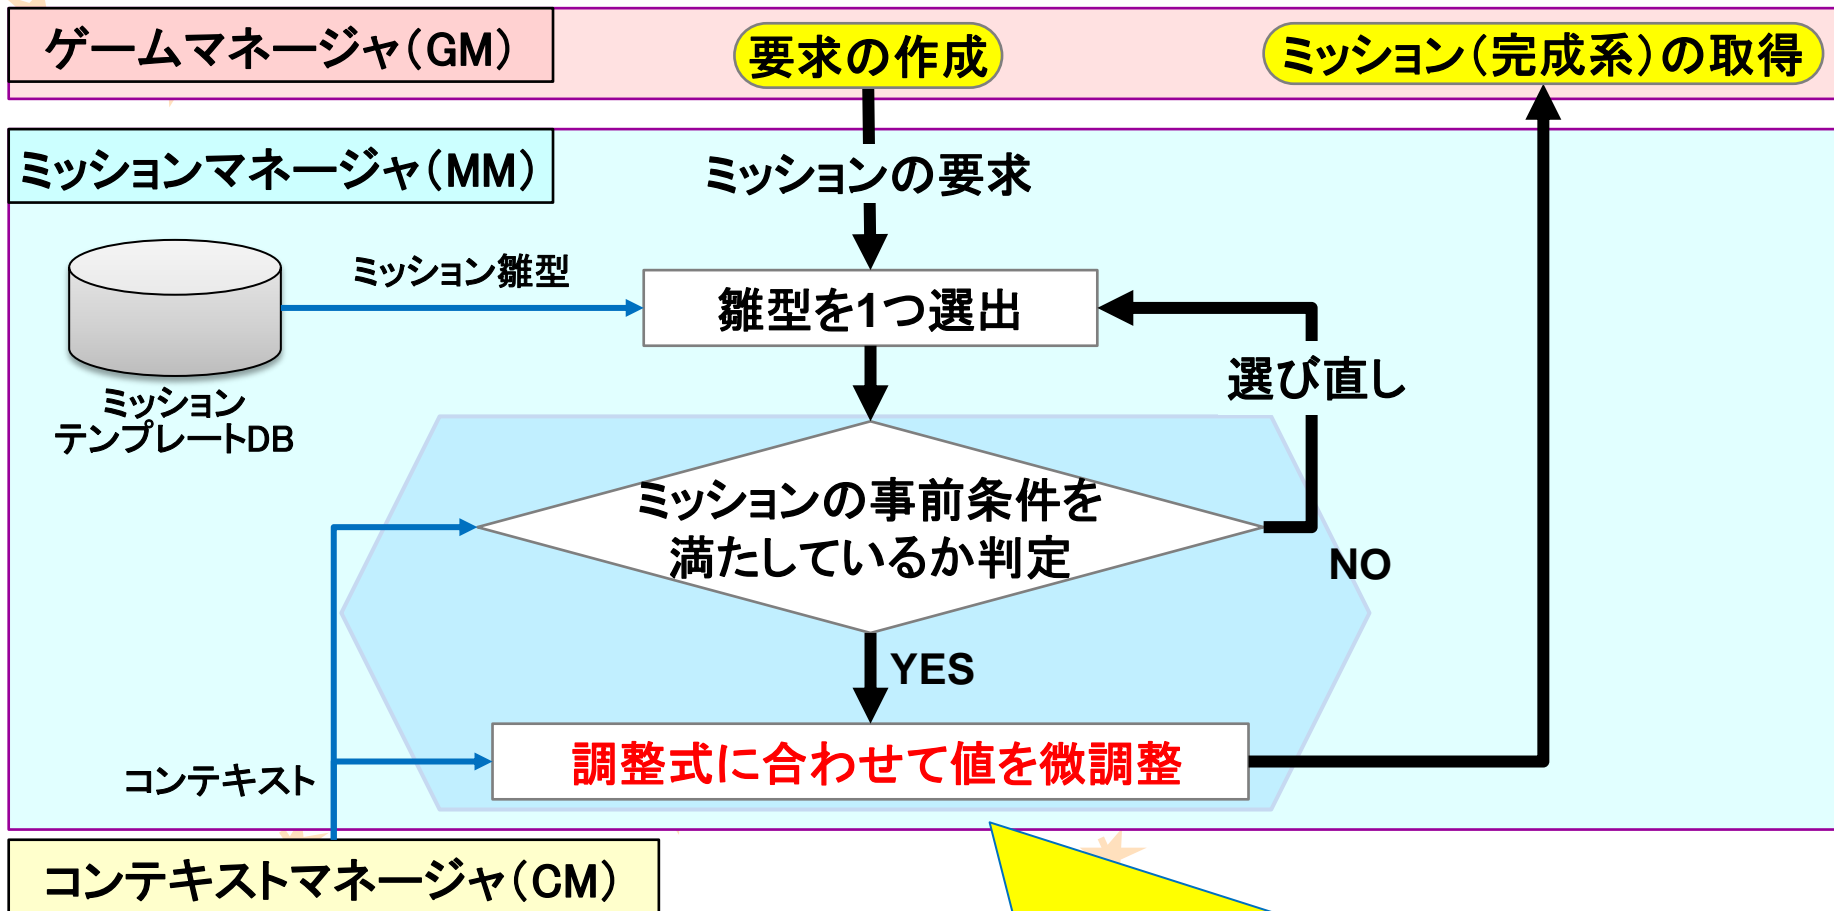 ゲームマネージャ(GM)
要求の作成
ミッション(完成系)の取得
ミッションマネージャ(MM)
ミッションの要求
ミッション雛型
雛型を1つ選出
選び直し
ミッション
テンプレートDB
ミッションの事前条件を
満たしているか判定
NO
YES
調整式に合わせて値を微調整
コンテキスト
コンテキストマネージャ(CM)